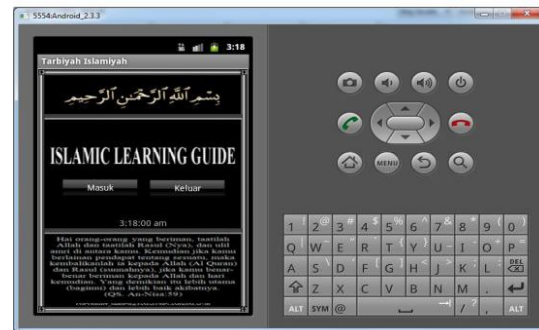 5554:Android_2.3.3
3:18
Tarbiyah Islamiyah
بِسْمِ ٱللَّهِ ٱلرَّحْمَٰنِ ٱلرَّحِيمِ
ISLAMIC LEARNING GUIDE
Masuk Keluar
3:18:00 am
Hai orang-orang yang beriman, taatilah
Allah dan taatilah Rasul (Nya), dan ulil
amri di antara kamu. Kemudian jika kamu
berlainan pendapat tentang sesuatu, maka
kembalikanlah ia kepada Allah (Al Quran)
dan Rasul (sunnahnya), jika kamu benar-
benar beriman kepada Allah dan hari
kemudian. Yang demikian itu lebih utama
(bagimu) dan lebih baik akibatnya.
(QS. An-Nisa:59)
MENU
1 ! 2 @ 3 # 4 $ 5 % 6 ^ 7 & 8 * 9 ( 0 )
Q W E R T Y U I O P
A S D F G H J K L DEL
Z X C V B N M .
ALT SYM @ / ? , ALT